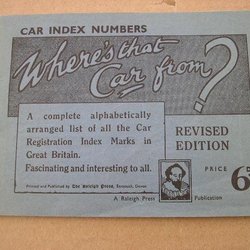 CAR INDEX NUMBERS
Where's that
Car from?
A complete alphabetically
arranged list of all the Car
Registration Index Marks in
Great Britain.
Fascinating and interesting to all.
REVISED
EDITION
PRICE 6D
Printed and Published by The Raleigh Press, Exmouth, Devon
A Raleigh Press Publication